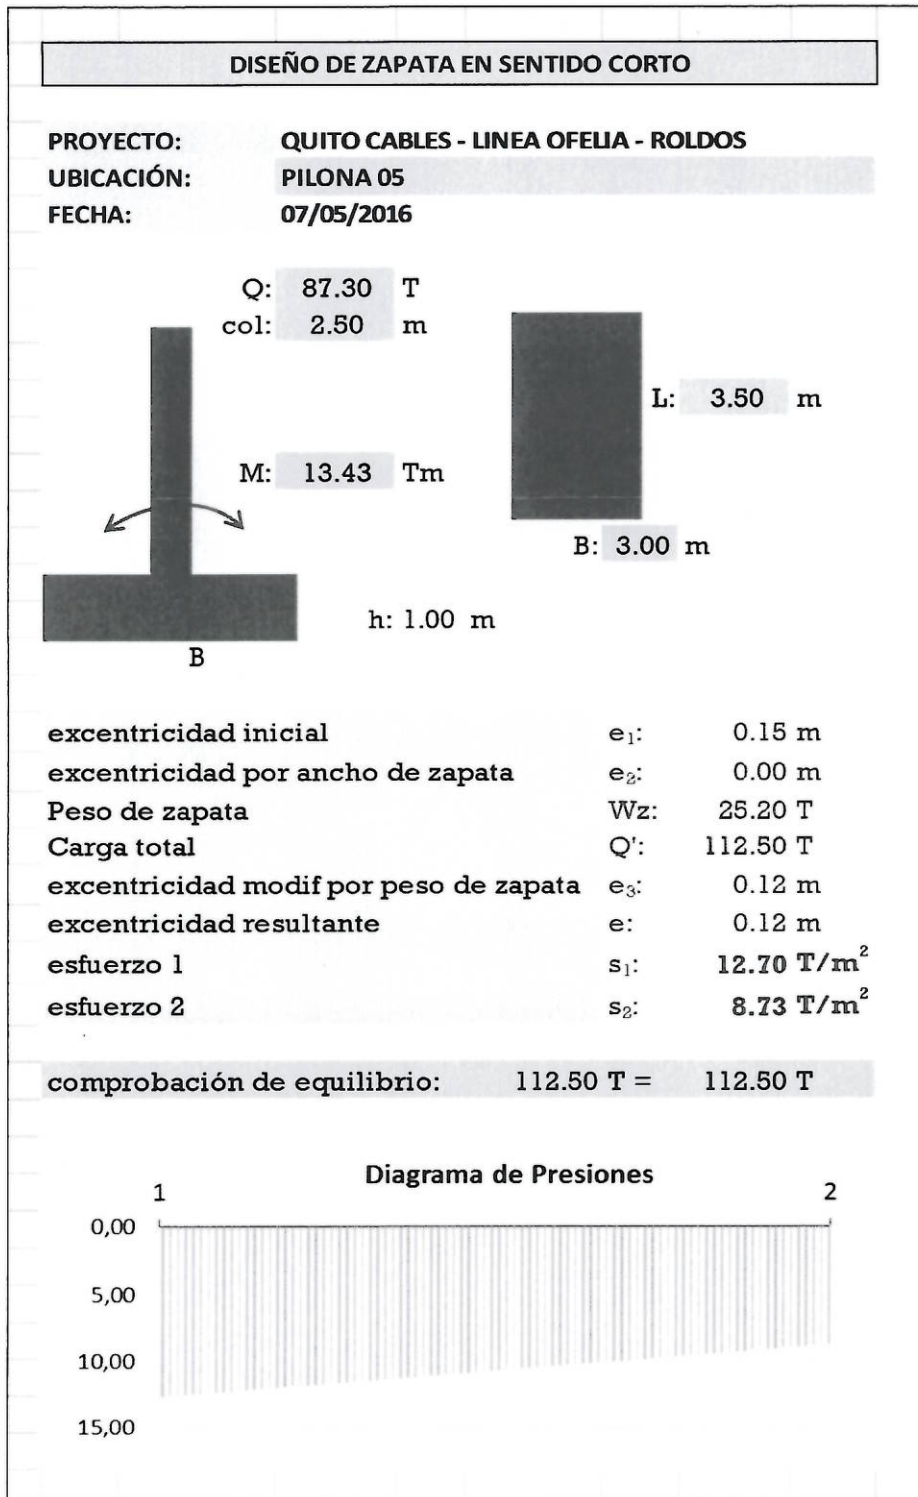 DISEÑO DE ZAPATA EN SENTIDO CORTO
PROYECTO: QUITO CABLES - LINEA OFELIA - ROLDOS
UBICACIÓN: PILONA 05
FECHA: 07/05/2016
Q: 87.30 T
col: 2.50 m
L: 3.50 m
M: 13.43 Tm
B: 3.00 m
h: 1.00 m
B
excentricidad inicial e₁: 0.15 m
excentricidad por ancho de zapata e₂: 0.00 m
Peso de zapata Wz: 25.20 T
Carga total Q': 112.50 T
excentricidad modif por peso de zapata e₃: 0.12 m
excentricidad resultante e: 0.12 m
esfuerzo 1 s₁: 12.70 T/m²
esfuerzo 2 s₂: 8.73 T/m²
comprobación de equilibrio: 112.50 T = 112.50 T
Diagrama de Presiones
1 2
0,00
5,00
10,00
15,00